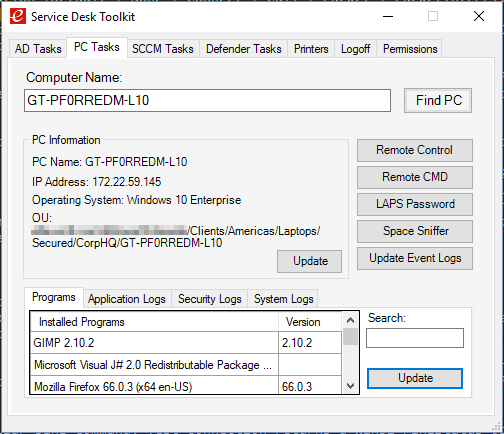 Service Desk Toolkit
AD Tasks PC Tasks SCCM Tasks Defender Tasks Printers Logoff Permissions
Computer Name:
GT-PF0RREDM-L10 Find PC
PC Information
PC Name: GT-PF0RREDM-L10
IP Address: 172.22.59.145
Operating System: Windows 10 Enterprise
OU:
/Clients/Americas/Laptops/
Secured/CorpHQ/GT-PF0RREDM-L10
Update
Remote Control
Remote CMD
LAPS Password
Space Sniffer
Update Event Logs
Programs Application Logs Security Logs System Logs
Installed Programs Version
GIMP 2.10.2 2.10.2
Microsoft Visual J# 2.0 Redistributable Package ...
Mozilla Firefox 66.0.3 (x64 en-US) 66.0.3
Search:
Update